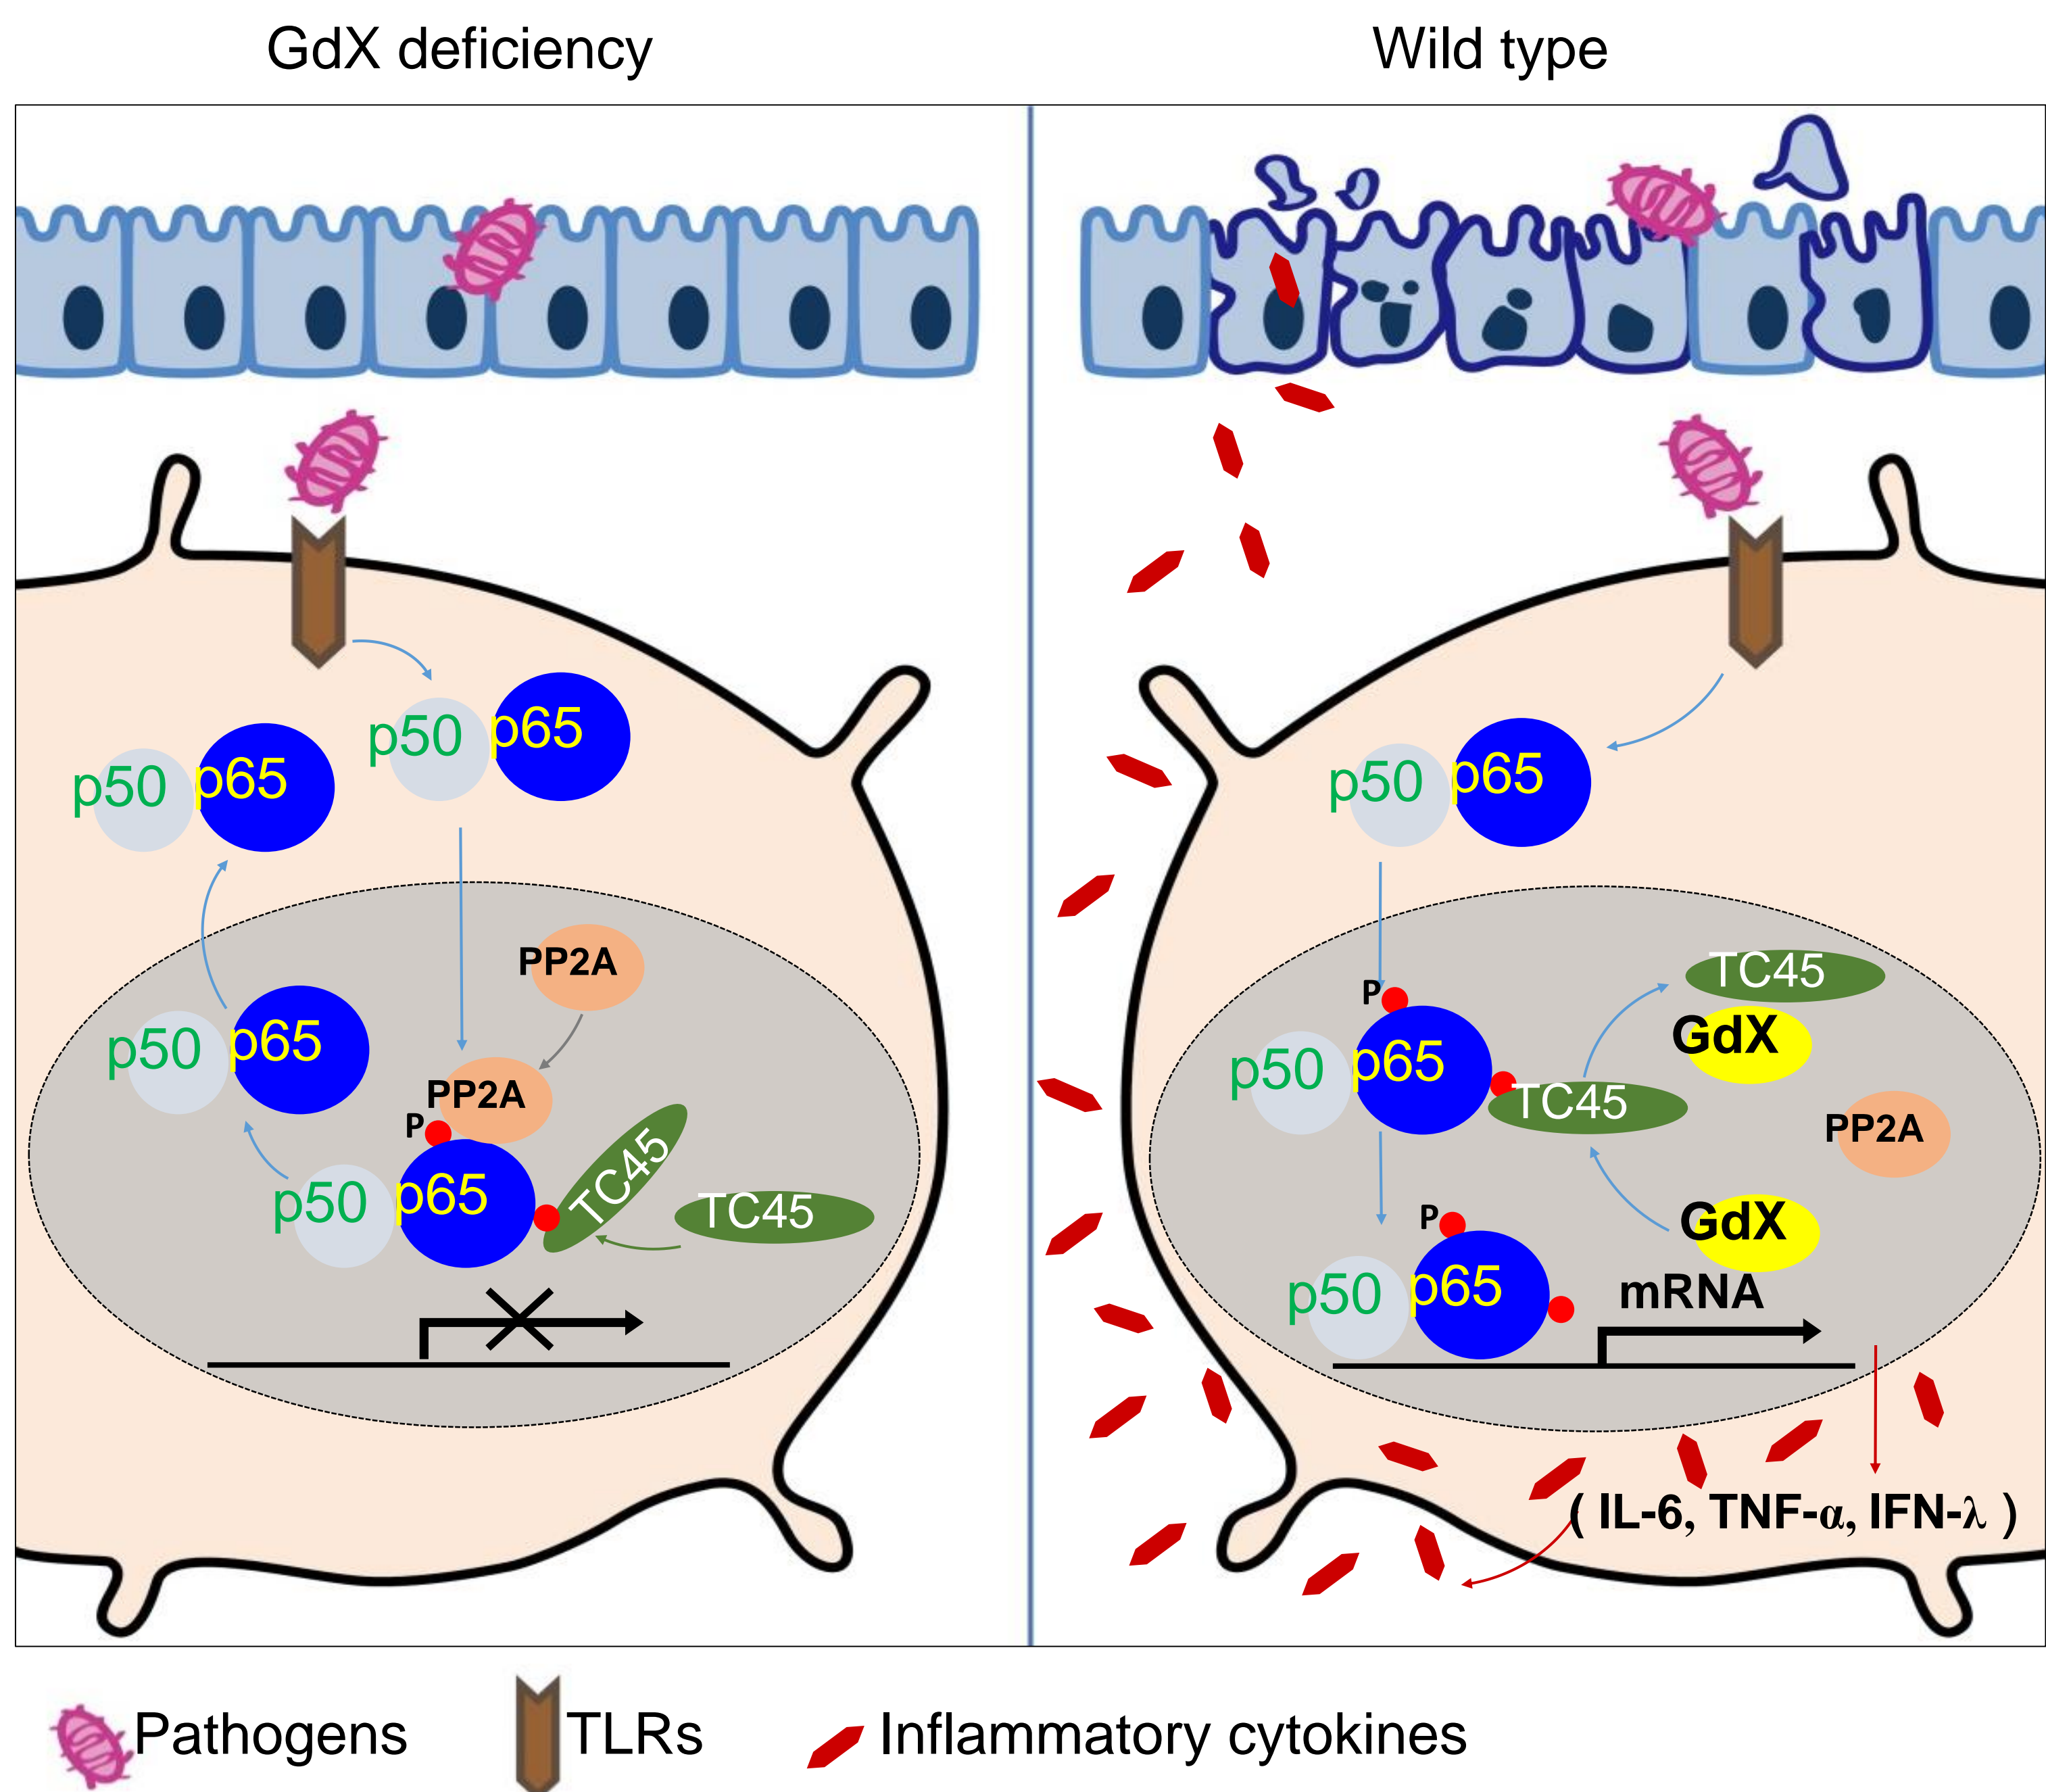 GdX deficiency
Wild type
p50 p65
p50 p65
PP2A
p50 p65
PP2A
P
p50 p65
TC45
TC45
p50 p65
TC45
GdX
P
p50 p65
TC45
PP2A
GdX
P
p50 p65
mRNA
( IL-6, TNF-α, IFN-λ )
Pathogens
TLRs
Inflammatory cytokines